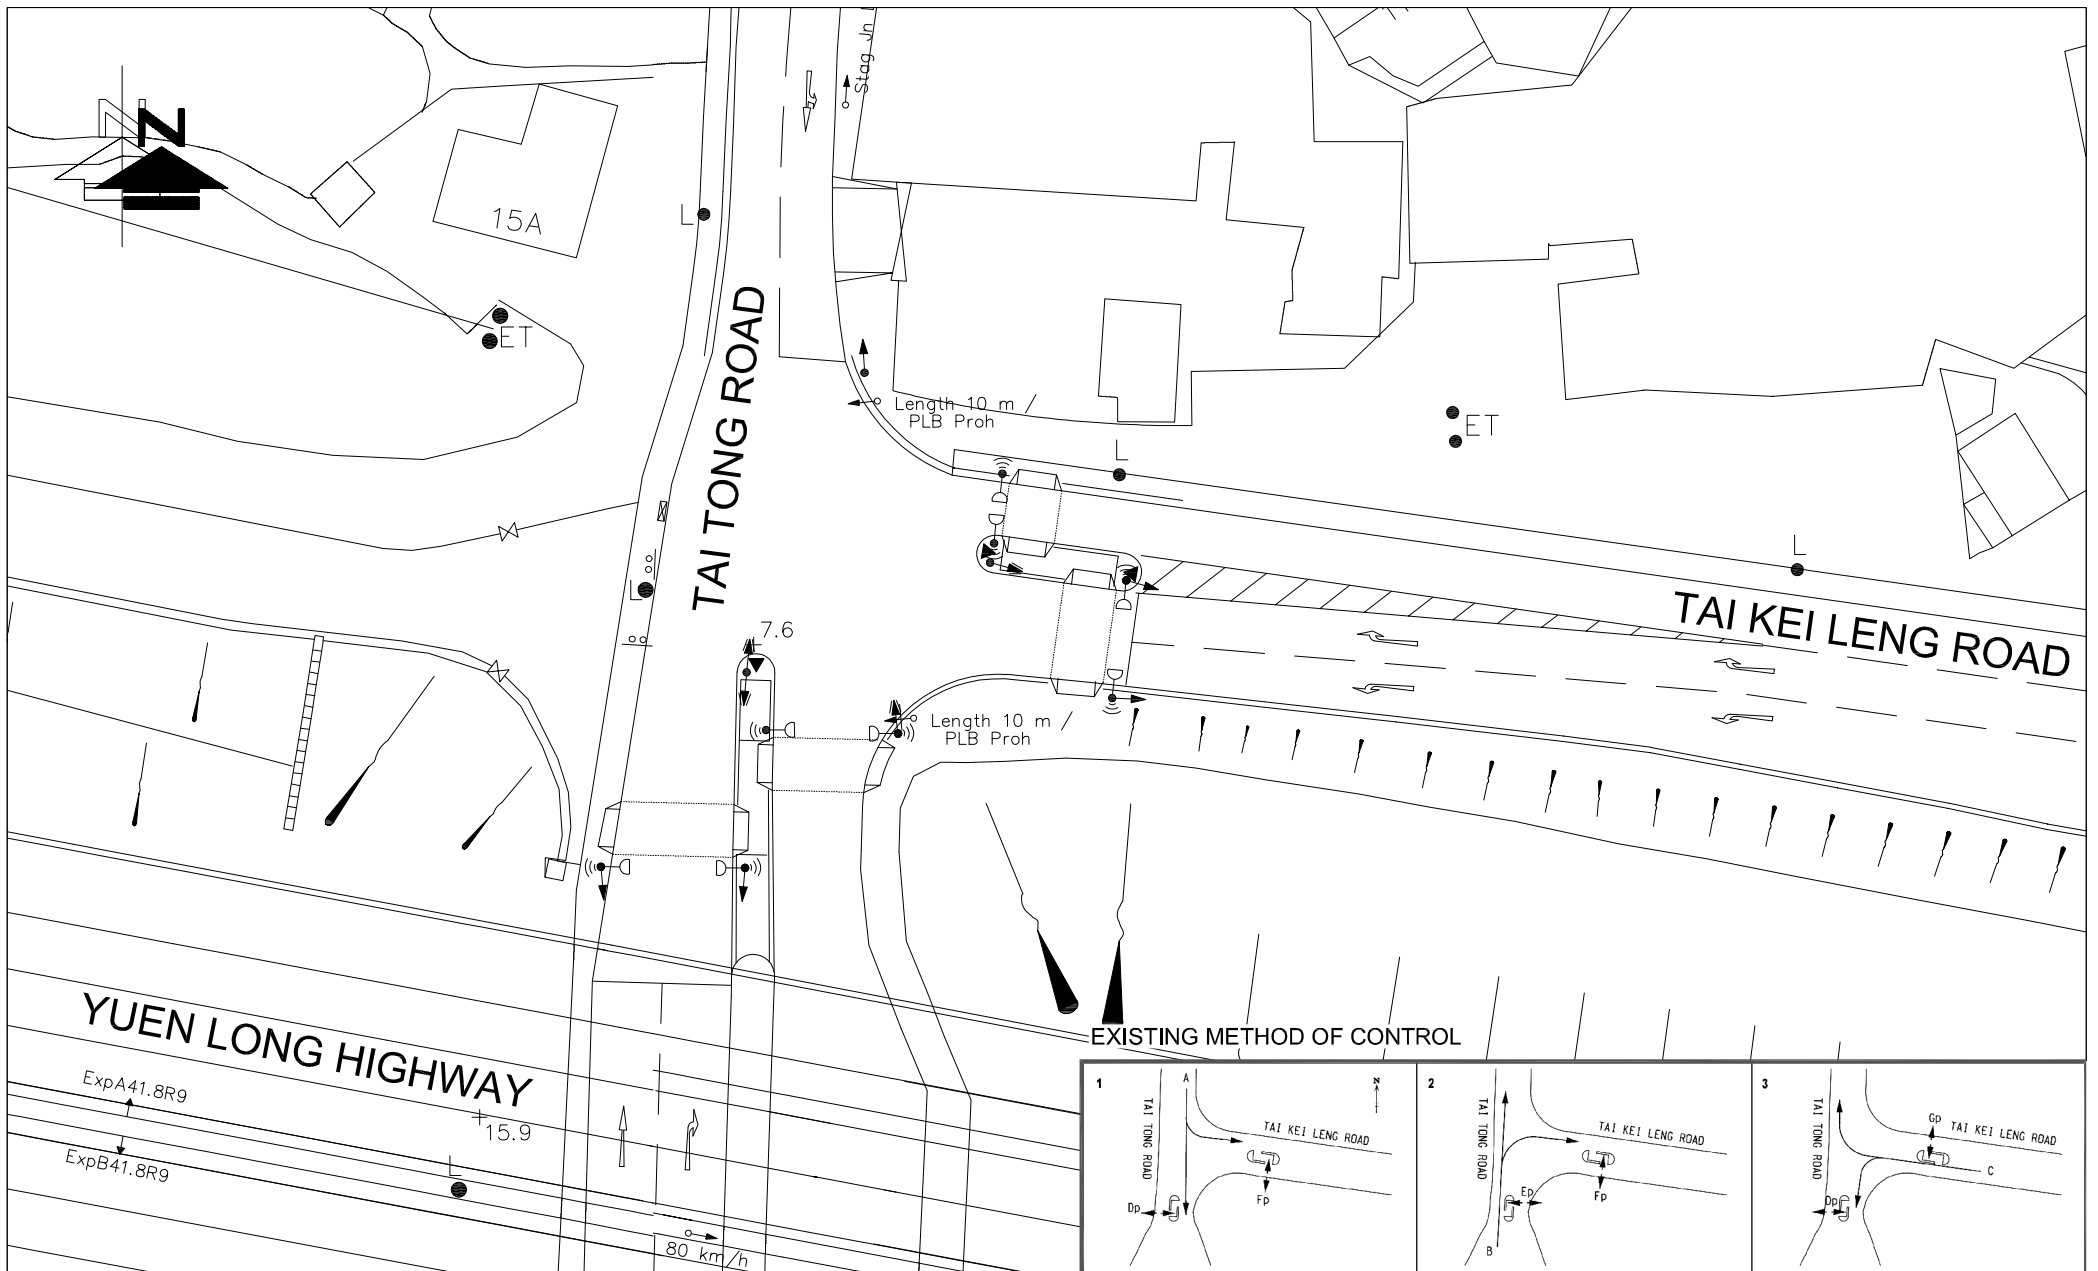 N
Stag Jn
15A
L
TAI TONG ROAD
ET
Length 10 m /
PLB Proh
L
ET
L
L
TAI KEI LENG ROAD
7.6
Length 10 m /
PLB Proh
YUEN LONG HIGHWAY
ExpA41.8R9
15.9
ExpB41.8R9
L
80 km/h
EXISTING METHOD OF CONTROL
1
A
N
TAI TONG ROAD
TAI KEI LENG ROAD
Dp
Fp
2
TAI TONG ROAD
TAI KEI LENG ROAD
Ep
Fp
B
3
TAI TONG ROAD
Gp
TAI KEI LENG ROAD
C
Dp